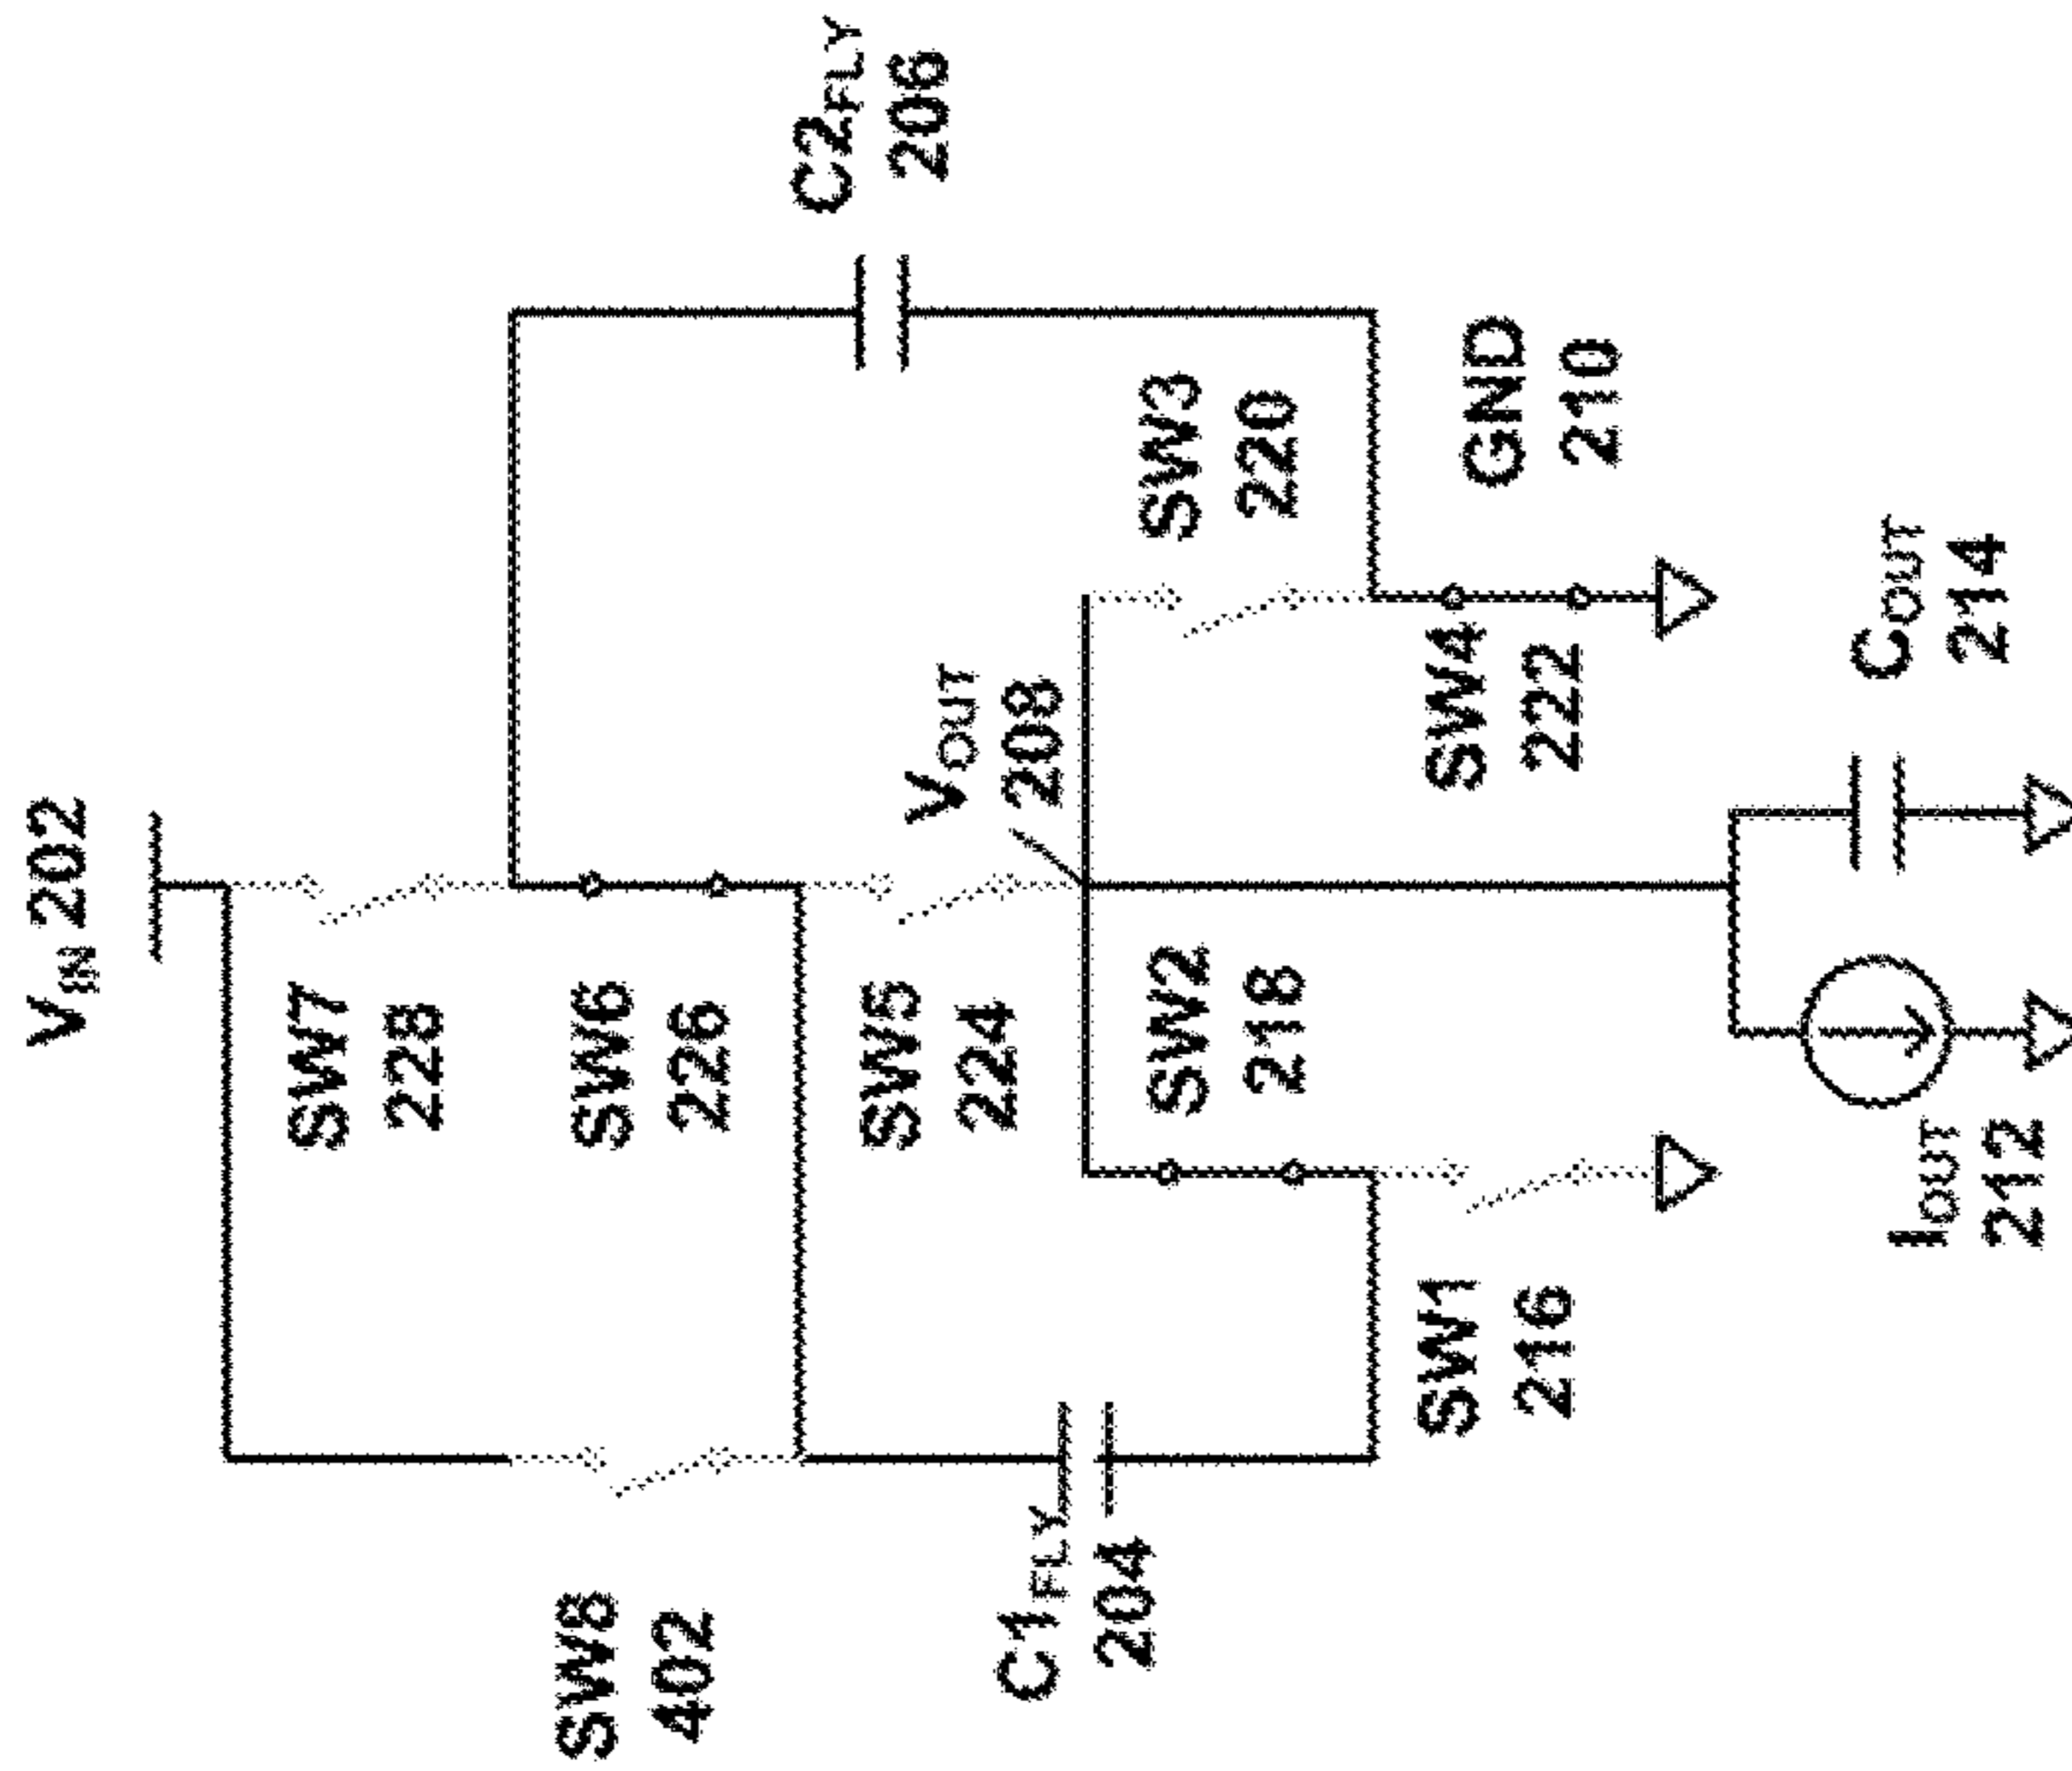 V_IN 202
SW7
228
SW6
226
SW5
224
SW8
402
C1_FLY
204
C2_FLY
206
V_OUT
208
SW2
218
SW3
220
SW1
216
SW4
222
GND
210
I_OUT
212
C_OUT
214